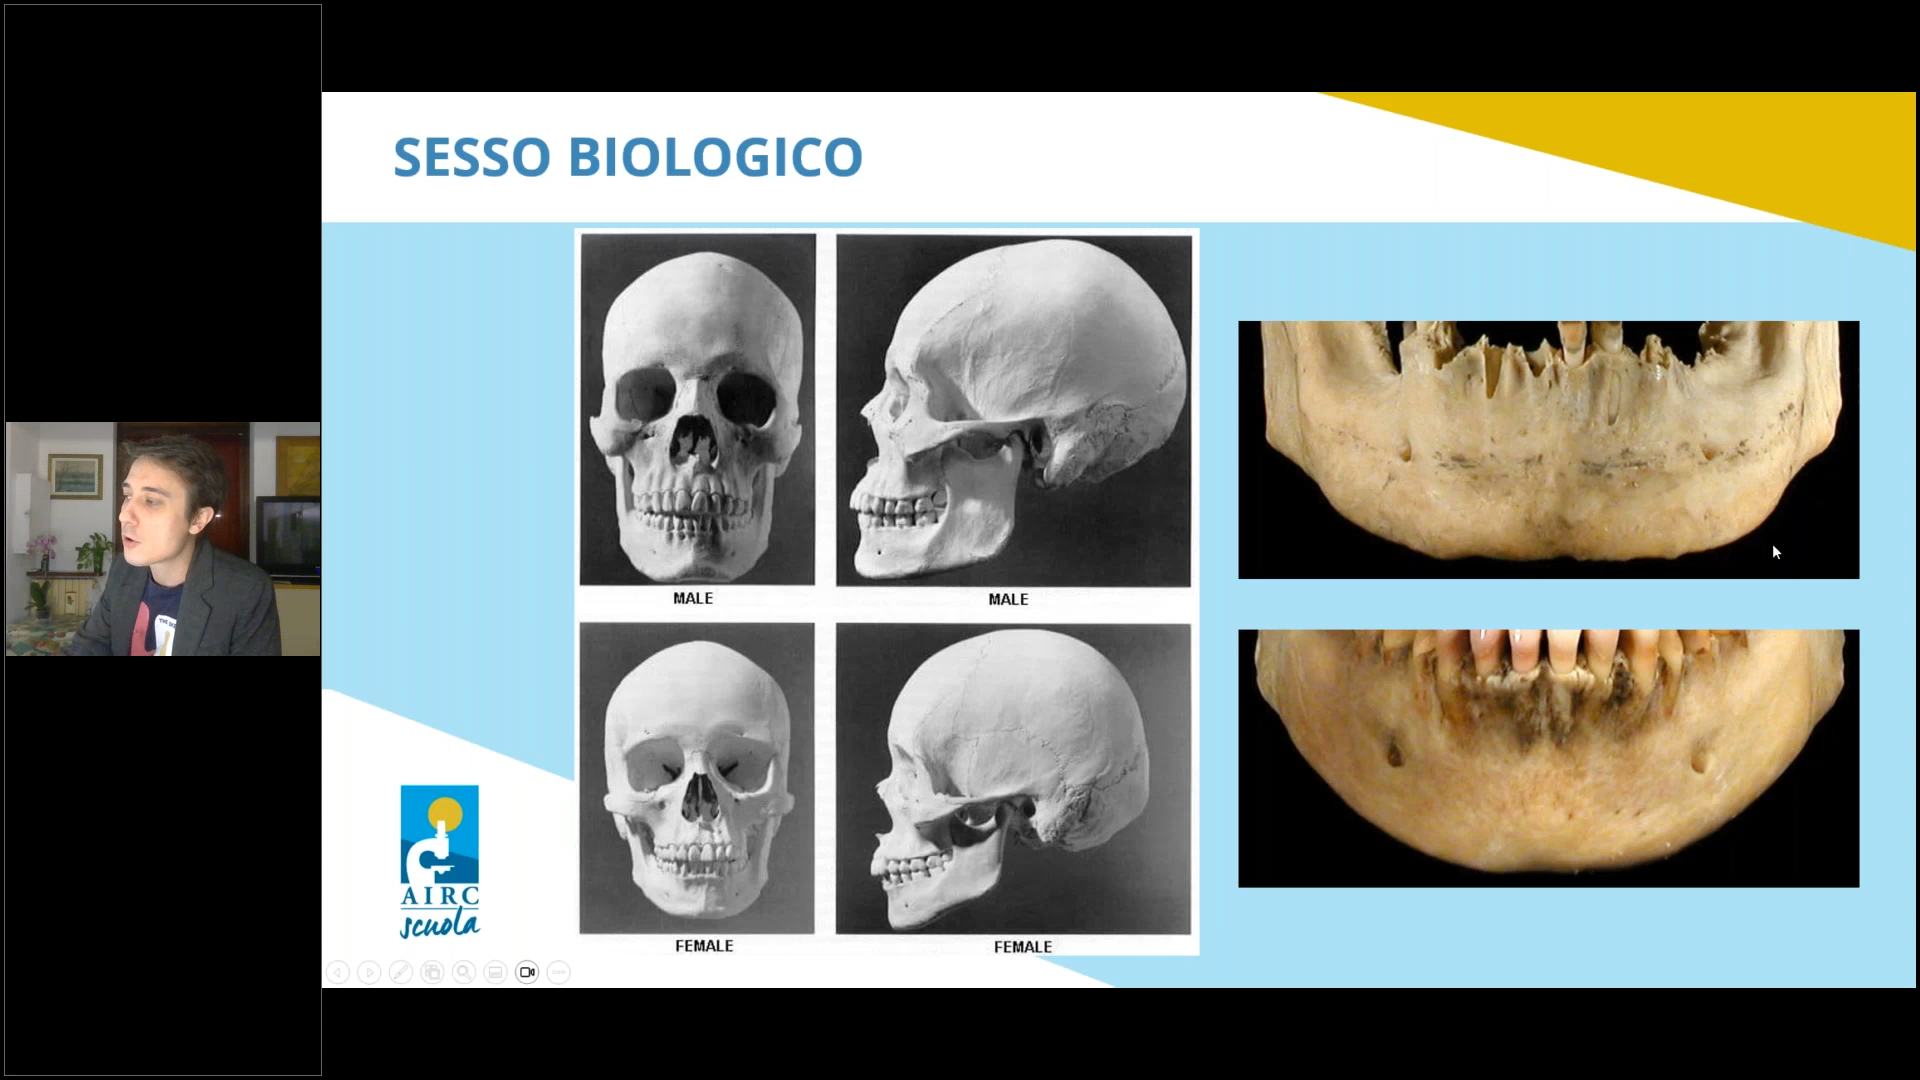 SESSO BIOLOGICO
MALE
MALE
FEMALE
FEMALE
AIRC
scuola